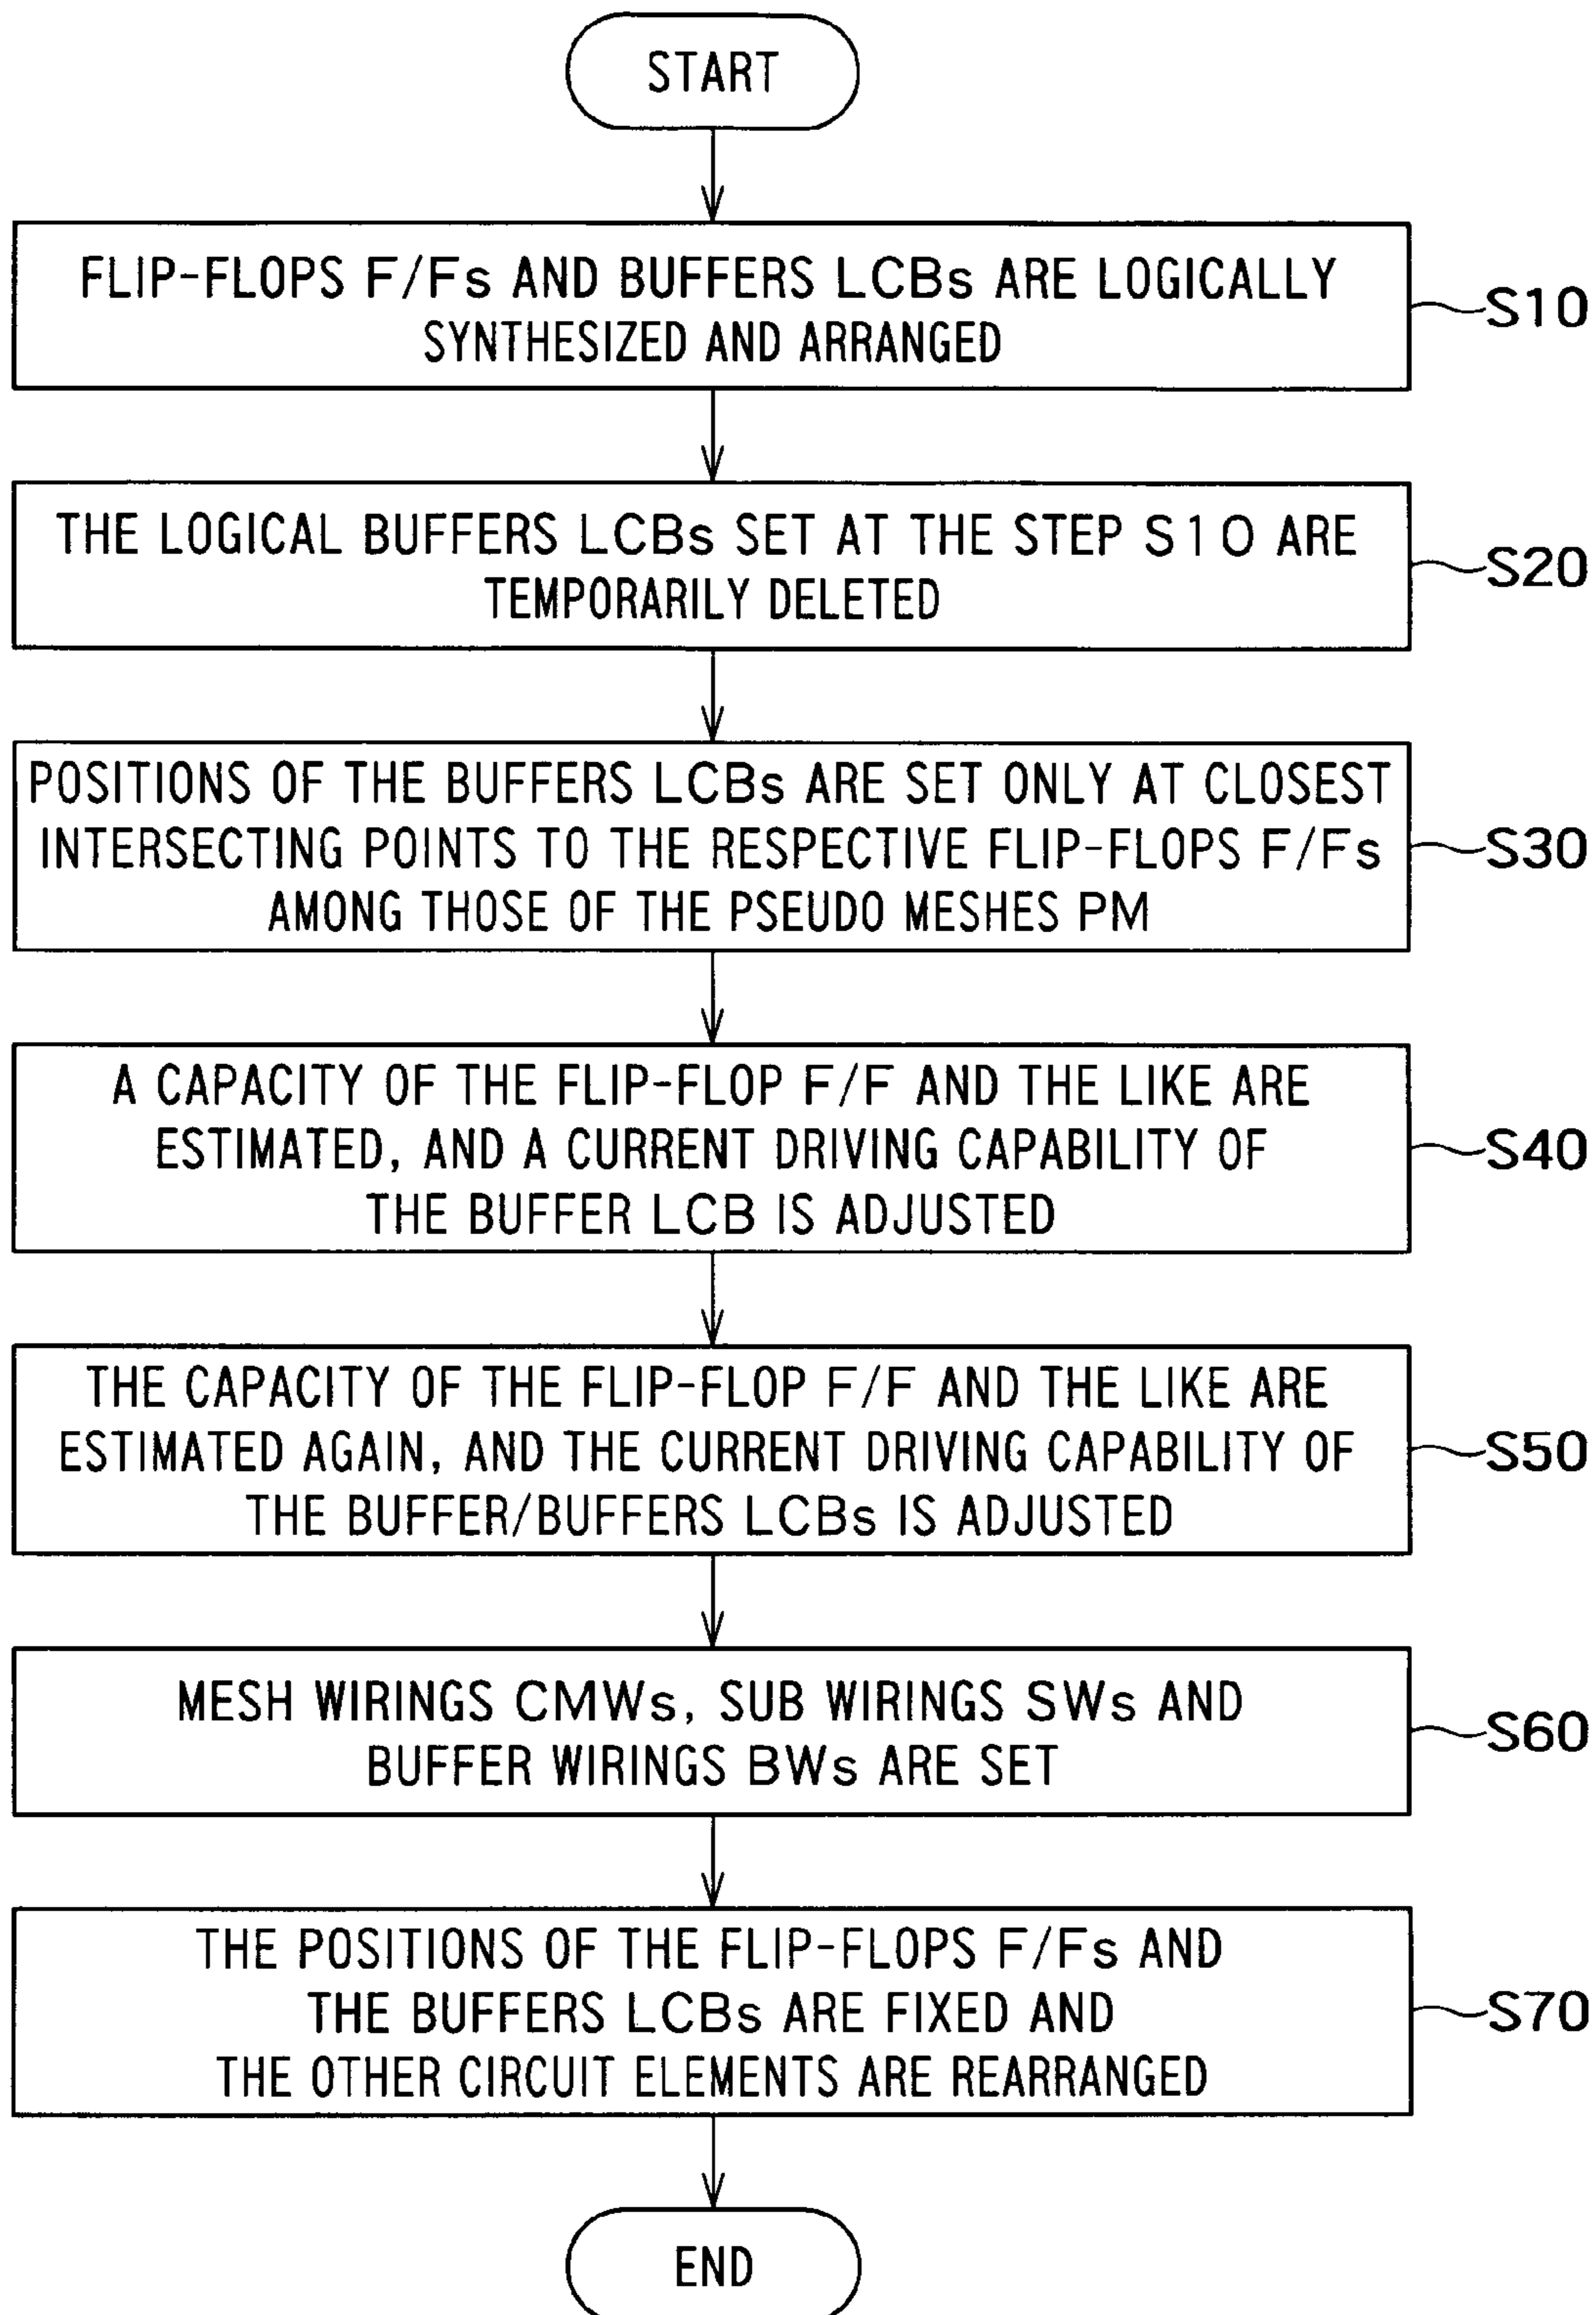 START
FLIP-FLOPS F/Fs AND BUFFERS LCBs ARE LOGICALLY
SYNTHESIZED AND ARRANGED
S10
THE LOGICAL BUFFERS LCBs SET AT THE STEP S10 ARE
TEMPORARILY DELETED
S20
POSITIONS OF THE BUFFERS LCBs ARE SET ONLY AT CLOSEST
INTERSECTING POINTS TO THE RESPECTIVE FLIP-FLOPS F/Fs
AMONG THOSE OF THE PSEUDO MESHES PM
S30
A CAPACITY OF THE FLIP-FLOP F/F AND THE LIKE ARE
ESTIMATED, AND A CURRENT DRIVING CAPABILITY OF
THE BUFFER LCB IS ADJUSTED
S40
THE CAPACITY OF THE FLIP-FLOP F/F AND THE LIKE ARE
ESTIMATED AGAIN, AND THE CURRENT DRIVING CAPABILITY OF
THE BUFFER/BUFFERS LCBs IS ADJUSTED
S50
MESH WIRINGS CMWs, SUB WIRINGS SWs AND
BUFFER WIRINGS BWs ARE SET
S60
THE POSITIONS OF THE FLIP-FLOPS F/Fs AND
THE BUFFERS LCBs ARE FIXED AND
THE OTHER CIRCUIT ELEMENTS ARE REARRANGED
S70
END